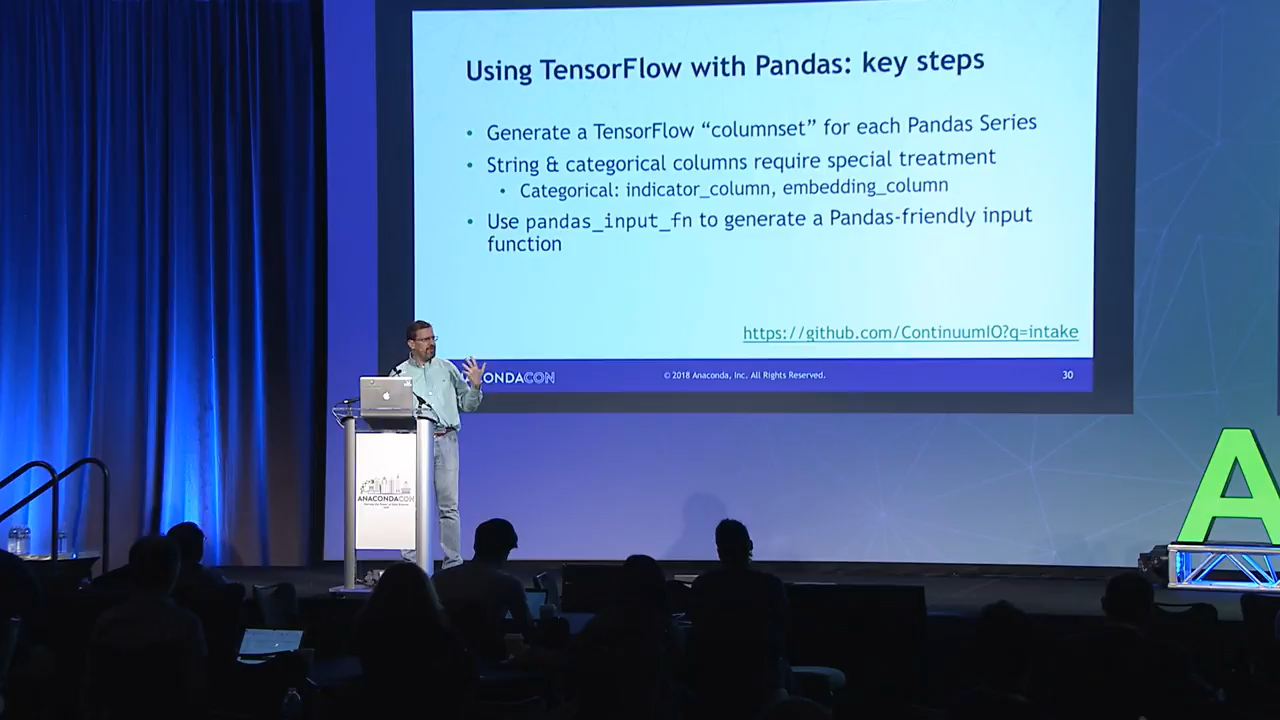 Using TensorFlow with Pandas: key steps
• Generate a TensorFlow “columnset” for each Pandas Series
• String & categorical columns require special treatment
• Categorical: indicator_column, embedding_column
• Use pandas_input_fn to generate a Pandas-friendly input
function
https://github.com/ContinuumIO?q=intake
ONDACON
© 2018 Anaconda, Inc. All Rights Reserved.
30
ANACONDACON
A